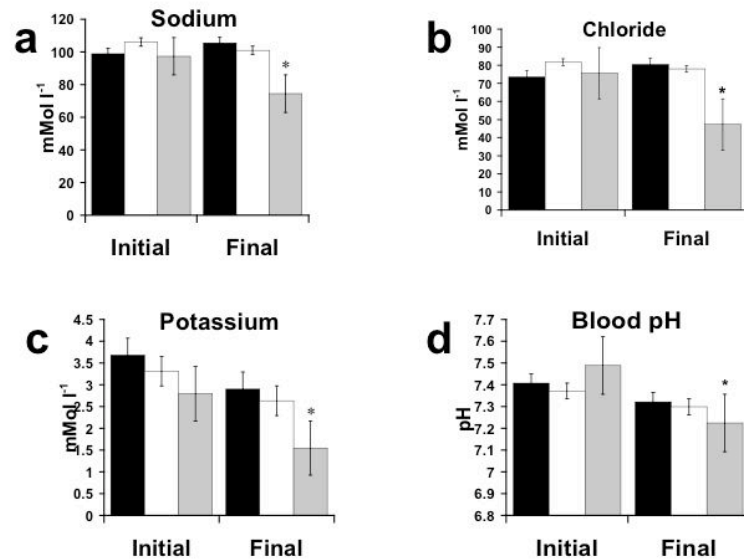 a
Sodium
mMol l⁻¹
120
100
80
60
40
20
0
*
Initial Final
b
Chloride
mMol l⁻¹
100
90
80
70
60
50
40
30
20
10
0
*
Initial Final
c
Potassium
mMol l⁻¹
4.5
4
3.5
3
2.5
2
1.5
1
0.5
0
*
Initial Final
d
Blood pH
pH
7.7
7.6
7.5
7.4
7.3
7.2
7.1
7
6.9
6.8
*
Initial Final